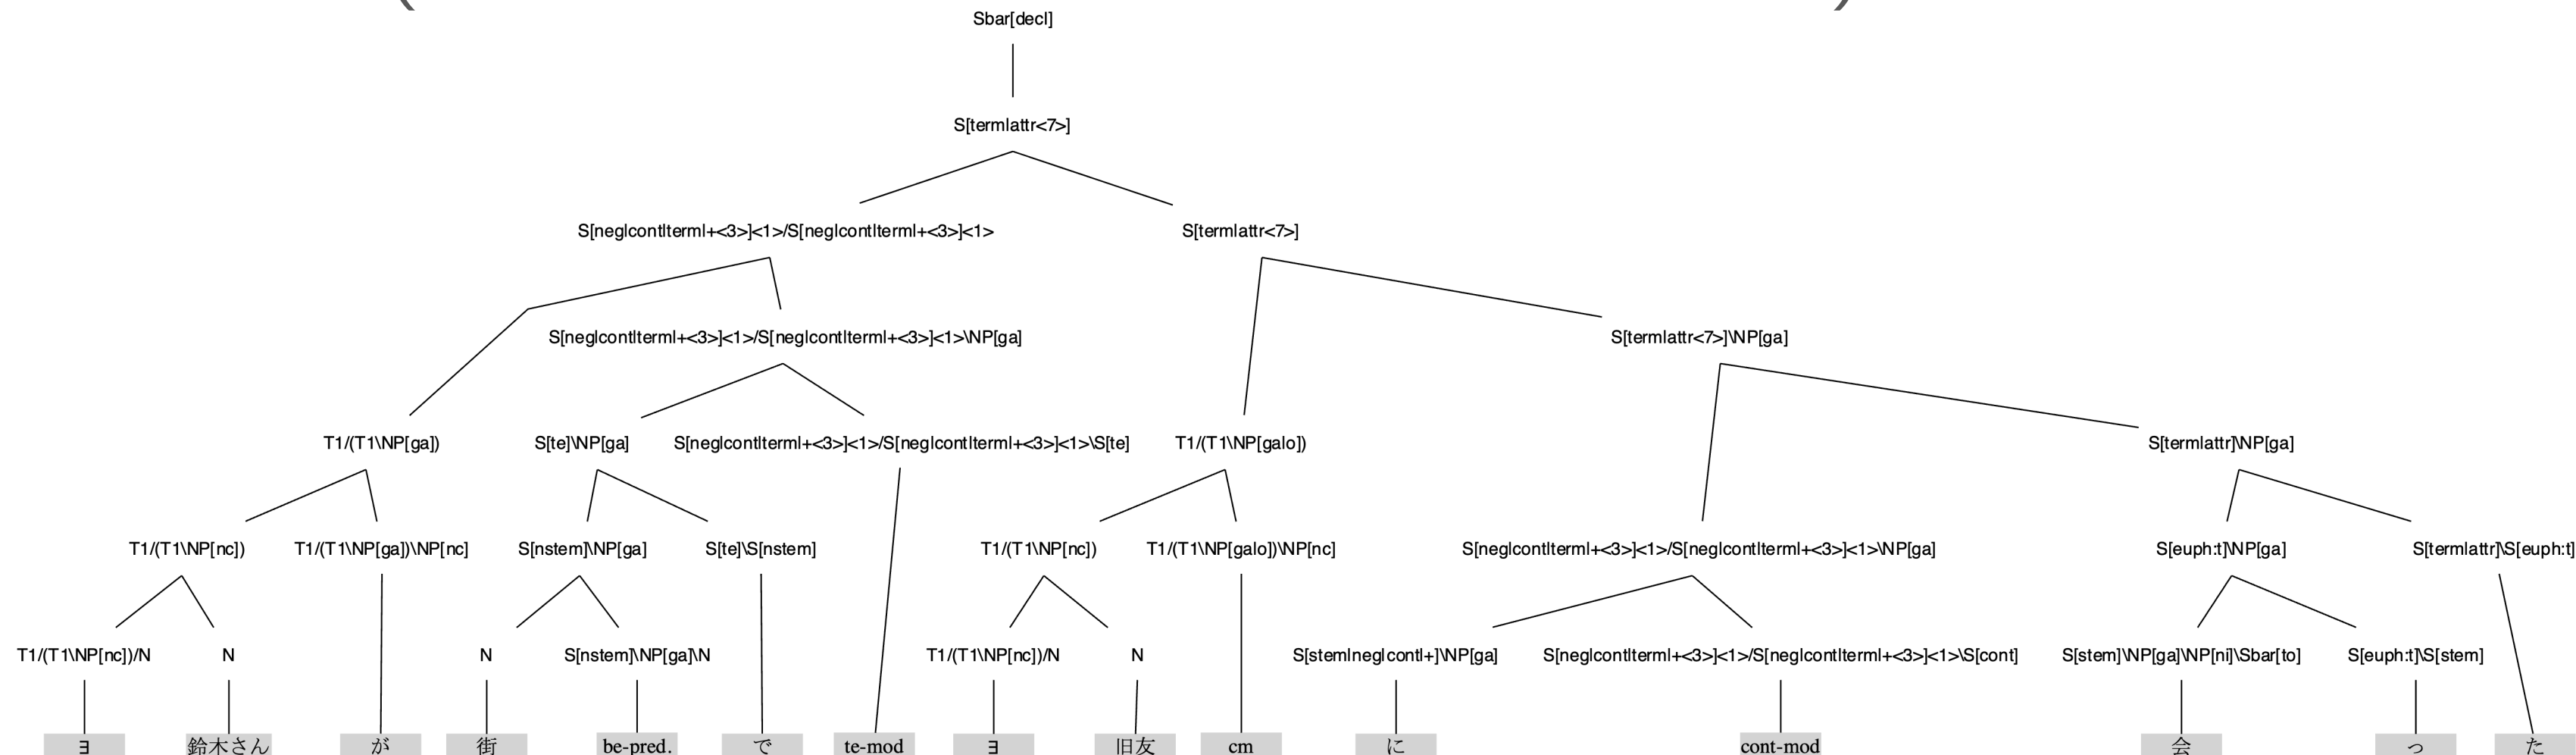 Sbar[decl]
S[term|attr<7>]
S[neg|cont|term|+<3>]<1>/S[neg|cont|term|+<3>]<1> S[term|attr<7>]
S[neg|cont|term|+<3>]<1>/S[neg|cont|term|+<3>]<1>\NP[ga] S[term|attr<7>]\NP[ga]
T1/(T1\NP[ga]) S[te]\NP[ga] S[neg|cont|term|+<3>]<1>/S[neg|cont|term|+<3>]<1>\S[te] T1/(T1\NP[ga|o]) S[term|attr]\NP[ga]
T1/(T1\NP[nc]) T1/(T1\NP[ga])\NP[nc] S[nstem]\NP[ga] S[te]\S[nstem] T1/(T1\NP[nc]) T1/(T1\NP[ga|o])\NP[nc] S[neg|cont|term|+<3>]<1>/S[neg|cont|term|+<3>]<1>\NP[ga] S[euph:t]\NP[ga] S[term|attr]\S[euph:t]
T1/(T1\NP[nc])/N N N S[nstem]\NP[ga]\N T1/(T1\NP[nc])/N N S[stem|neg|cont|+]\NP[ga] S[neg|cont|term|+<3>]<1>/S[neg|cont|term|+<3>]<1>\S[cont] S[stem]\NP[ga]\NP[ni]\Sbar[to] S[euph:t]\S[stem]
∃ 鈴木さん が 街 be-pred. で te-mod ∃ 旧友 cm に cont-mod 会 っ た